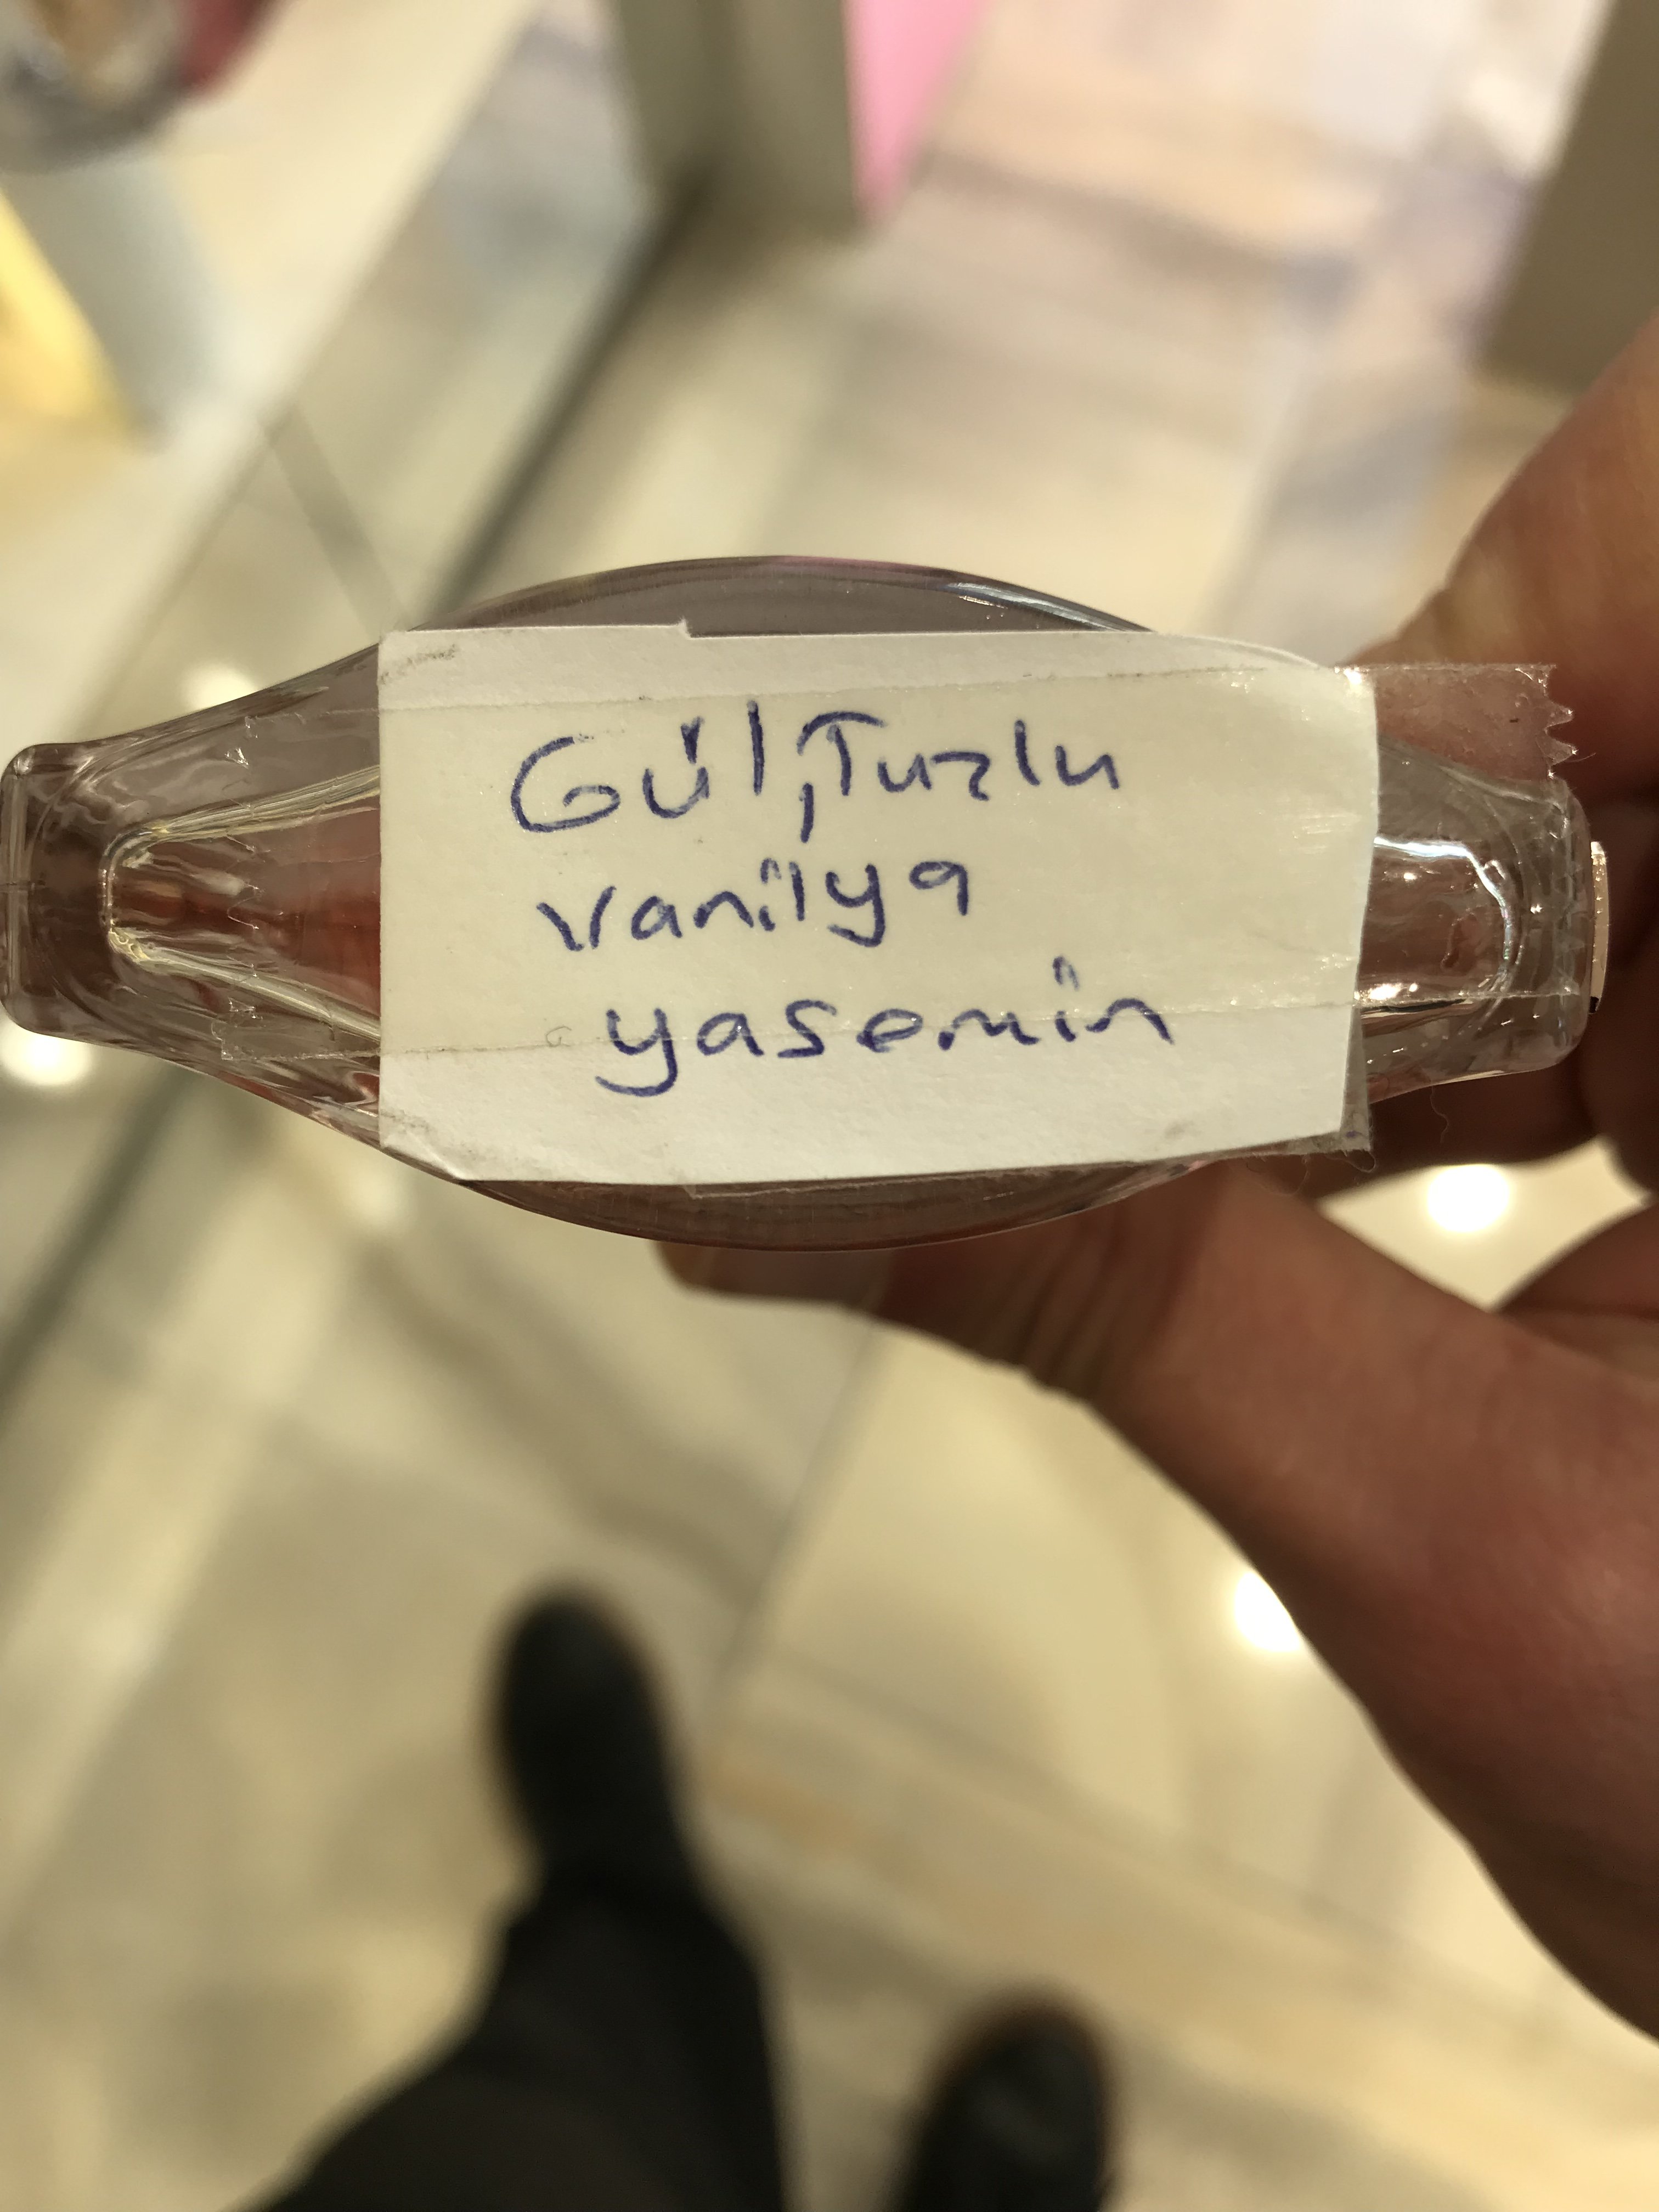 Gül, Tuzlu
Vanilya
yasemin